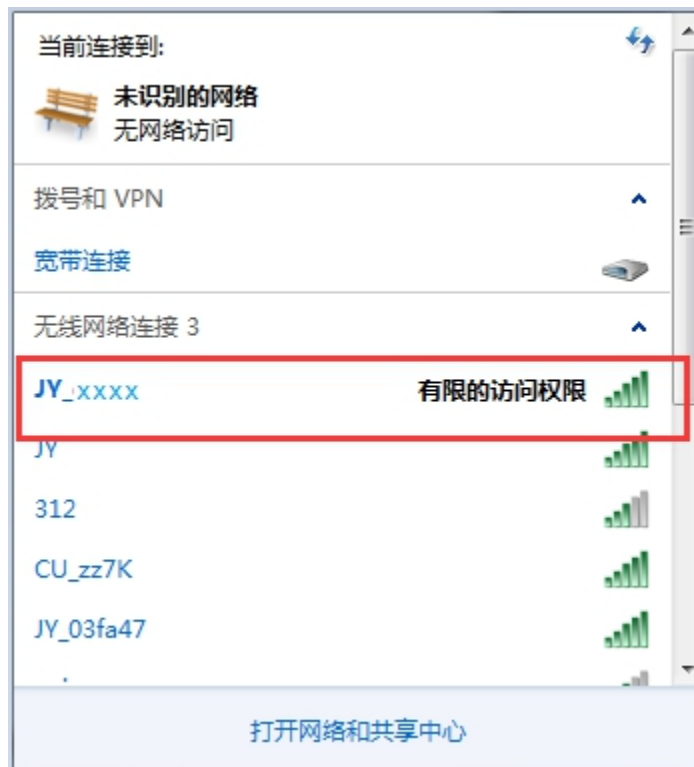 当前连接到:
未识别的网络
无网络访问
拨号和 VPN
宽带连接
无线网络连接 3
JY_xxxx 有限的访问权限
JY
312
CU_zz7K
JY_03fa47
打开网络和共享中心